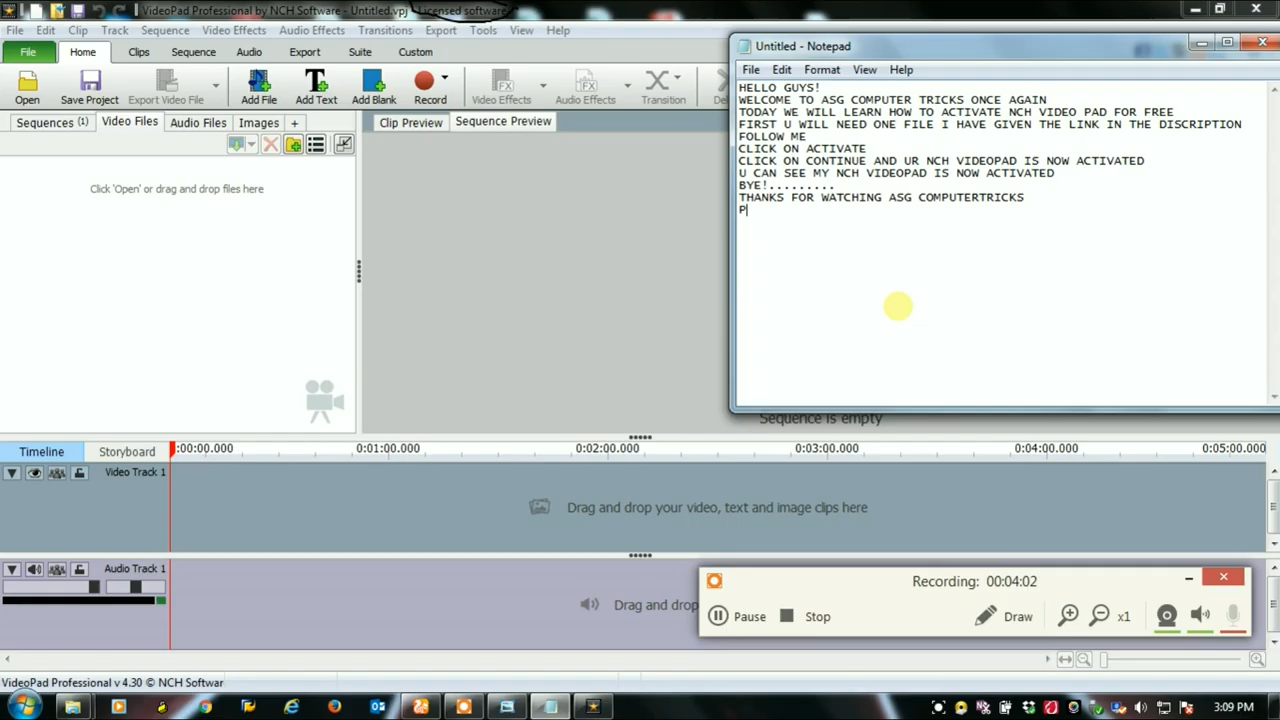 VideoPad Professional by NCH Software - Untitled.vpj - Licensed software
File Edit Clip Track Sequence Video Effects Audio Effects Transitions Export Tools View Help
File Home Clips Sequence Audio Export Suite Custom
Open Save Project Export Video File Add File Add Text Add Blank Record Video Effects Audio Effects Transition
Sequences (1) Video Files Audio Files Images +
Clip Preview Sequence Preview
Click 'Open' or drag and drop files here
Untitled - Notepad
File Edit Format View Help
HELLO GUYS!
WELCOME TO ASG COMPUTER TRICKS ONCE AGAIN
TODAY WE WILL LEARN HOW TO ACTIVATE NCH VIDEO PAD FOR FREE
FIRST U WILL NEED ONE FILE I HAVE GIVEN THE LINK IN THE DISCRIPTION
FOLLOW ME
CLICK ON ACTIVATE
CLICK ON CONTINUE AND UR NCH VIDEOPAD IS NOW ACTIVATED
U CAN SEE MY NCH VIDEOPAD IS NOW ACTIVATED
BYE!.........
THANKS FOR WATCHING ASG COMPUTERTRICKS
P
Sequence is empty
Timeline Storyboard
:00:00.000 0:01:00.000 0:02:00.000 0:03:00.000 0:04:00.000 0:05:00.000
Video Track 1
Drag and drop your video, text and image clips here
Audio Track 1
Drag and drop
Recording: 00:04:02
Pause Stop Draw x1
VideoPad Professional v 4.30 © NCH Softwar
3:09 PM